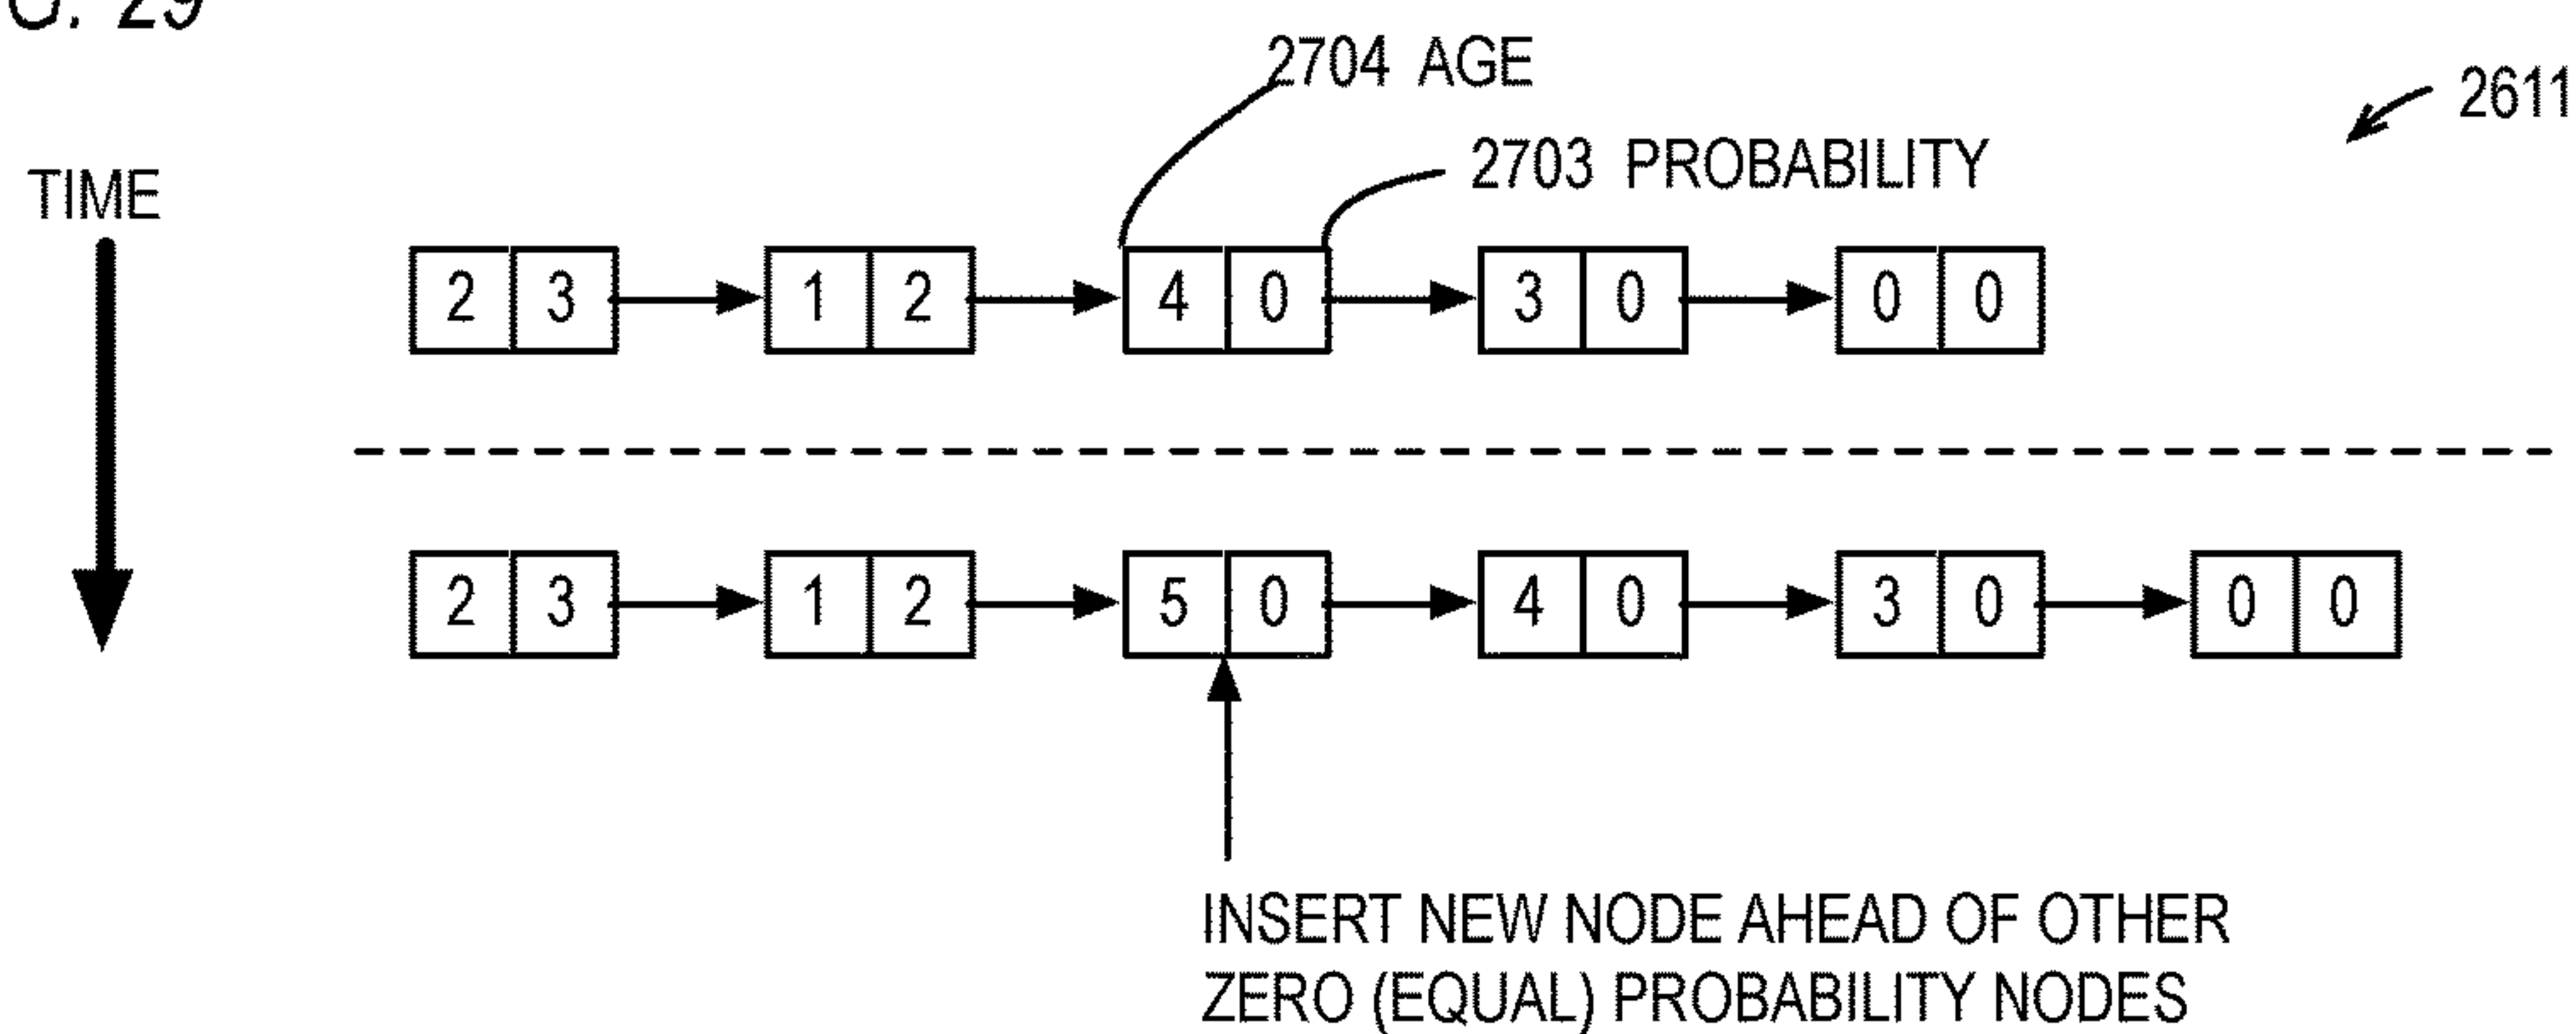 G. 29
2704 AGE
2611
2703 PROBABILITY
TIME
2 3 1 2 4 0 3 0 0 0
2 3 1 2 5 0 4 0 3 0 0 0
INSERT NEW NODE AHEAD OF OTHER
ZERO (EQUAL) PROBABILITY NODES